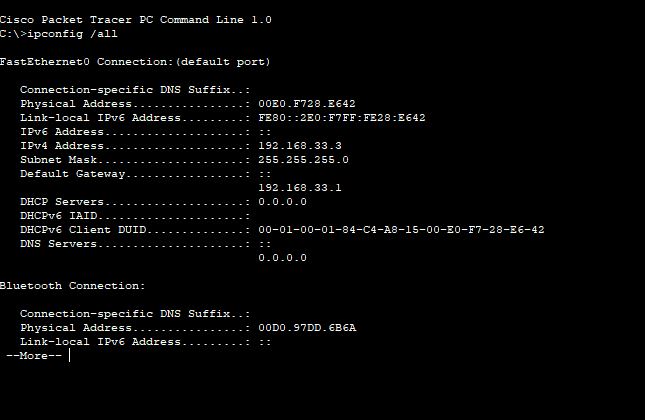 Cisco Packet Tracer PC Command Line 1.0
C:\>ipconfig /all
FastEthernet0 Connection:(default port)
Connection-specific DNS Suffix..:
Physical Address................: 00E0.F728.E642
Link-local IPv6 Address.........: FE80::2E0:F7FF:FE28:E642
IPv6 Address....................: ::
IPv4 Address....................: 192.168.33.3
Subnet Mask.....................: 255.255.255.0
Default Gateway.................: ::
192.168.33.1
DHCP Servers....................: 0.0.0.0
DHCPv6 IAID.....................:
DHCPv6 Client DUID..............: 00-01-00-01-84-C4-A8-15-00-E0-F7-28-E6-42
DNS Servers.....................: ::
0.0.0.0
Bluetooth Connection:
Connection-specific DNS Suffix..:
Physical Address................: 00D0.97DD.6B6A
Link-local IPv6 Address.........: ::
--More--